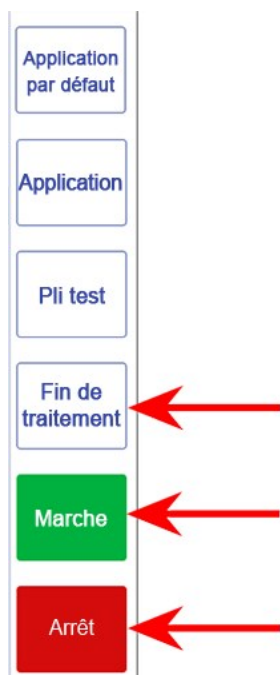 Application
par défaut
Application
Pli test
Fin de
traitement
Marche
Arrêt